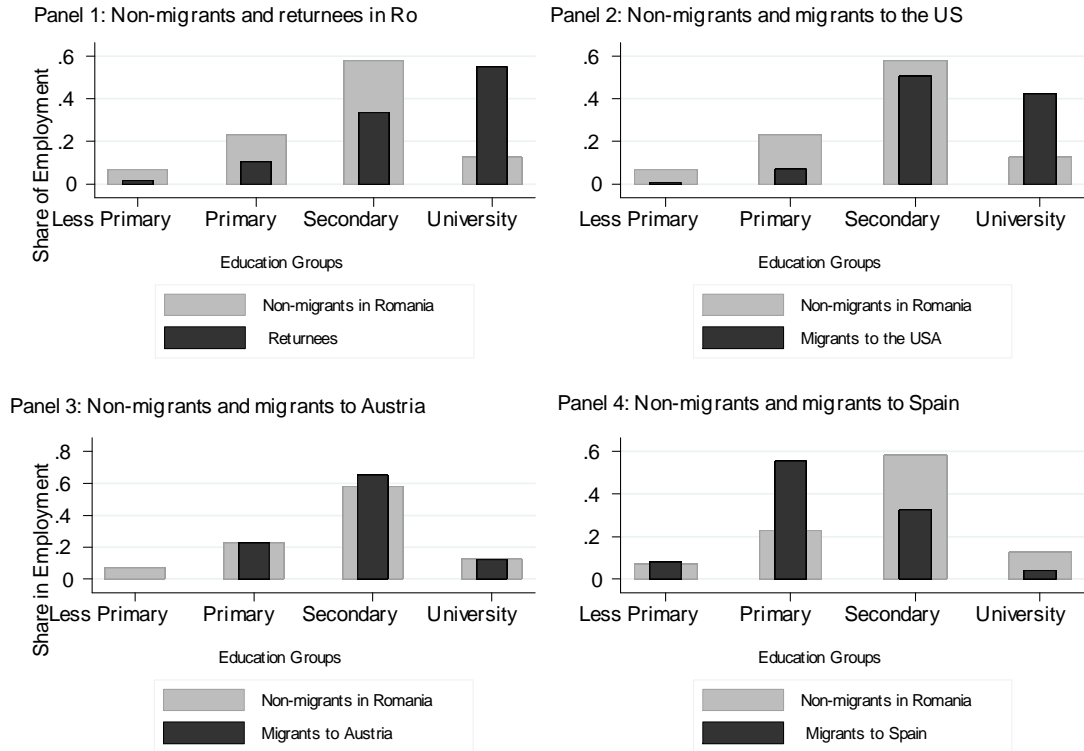 Panel 1: Non-migrants and returnees in Ro
Share of Employment
.6
.4
.2
0
Less Primary Primary Secondary University
Education Groups
Non-migrants in Romania
Returnees
Panel 2: Non-migrants and migrants to the US
.6
.4
.2
0
Less Primary Primary Secondary University
Education Groups
Non-migrants in Romania
Migrants to the USA
Panel 3: Non-migrants and migrants to Austria
Share in Employment
.8
.6
.4
.2
0
Less Primary Primary Secondary University
Education Groups
Non-migrants in Romania
Migrants to Austria
Panel 4: Non-migrants and migrants to Spain
.6
.4
.2
0
Less Primary Primary Secondary University
Education Groups
Non-migrants in Romania
Migrants to Spain